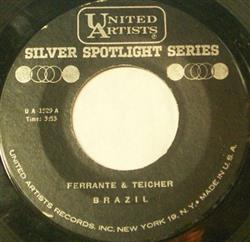 UNITED
ARTISTS
SILVER SPOTLIGHT SERIES
Time: 3:53
FERRANTE & TEICHER
BRAZIL
UNITED ARTISTS RECORDS, INC. NEW YORK 19, N.Y. • MADE IN U.S.A.